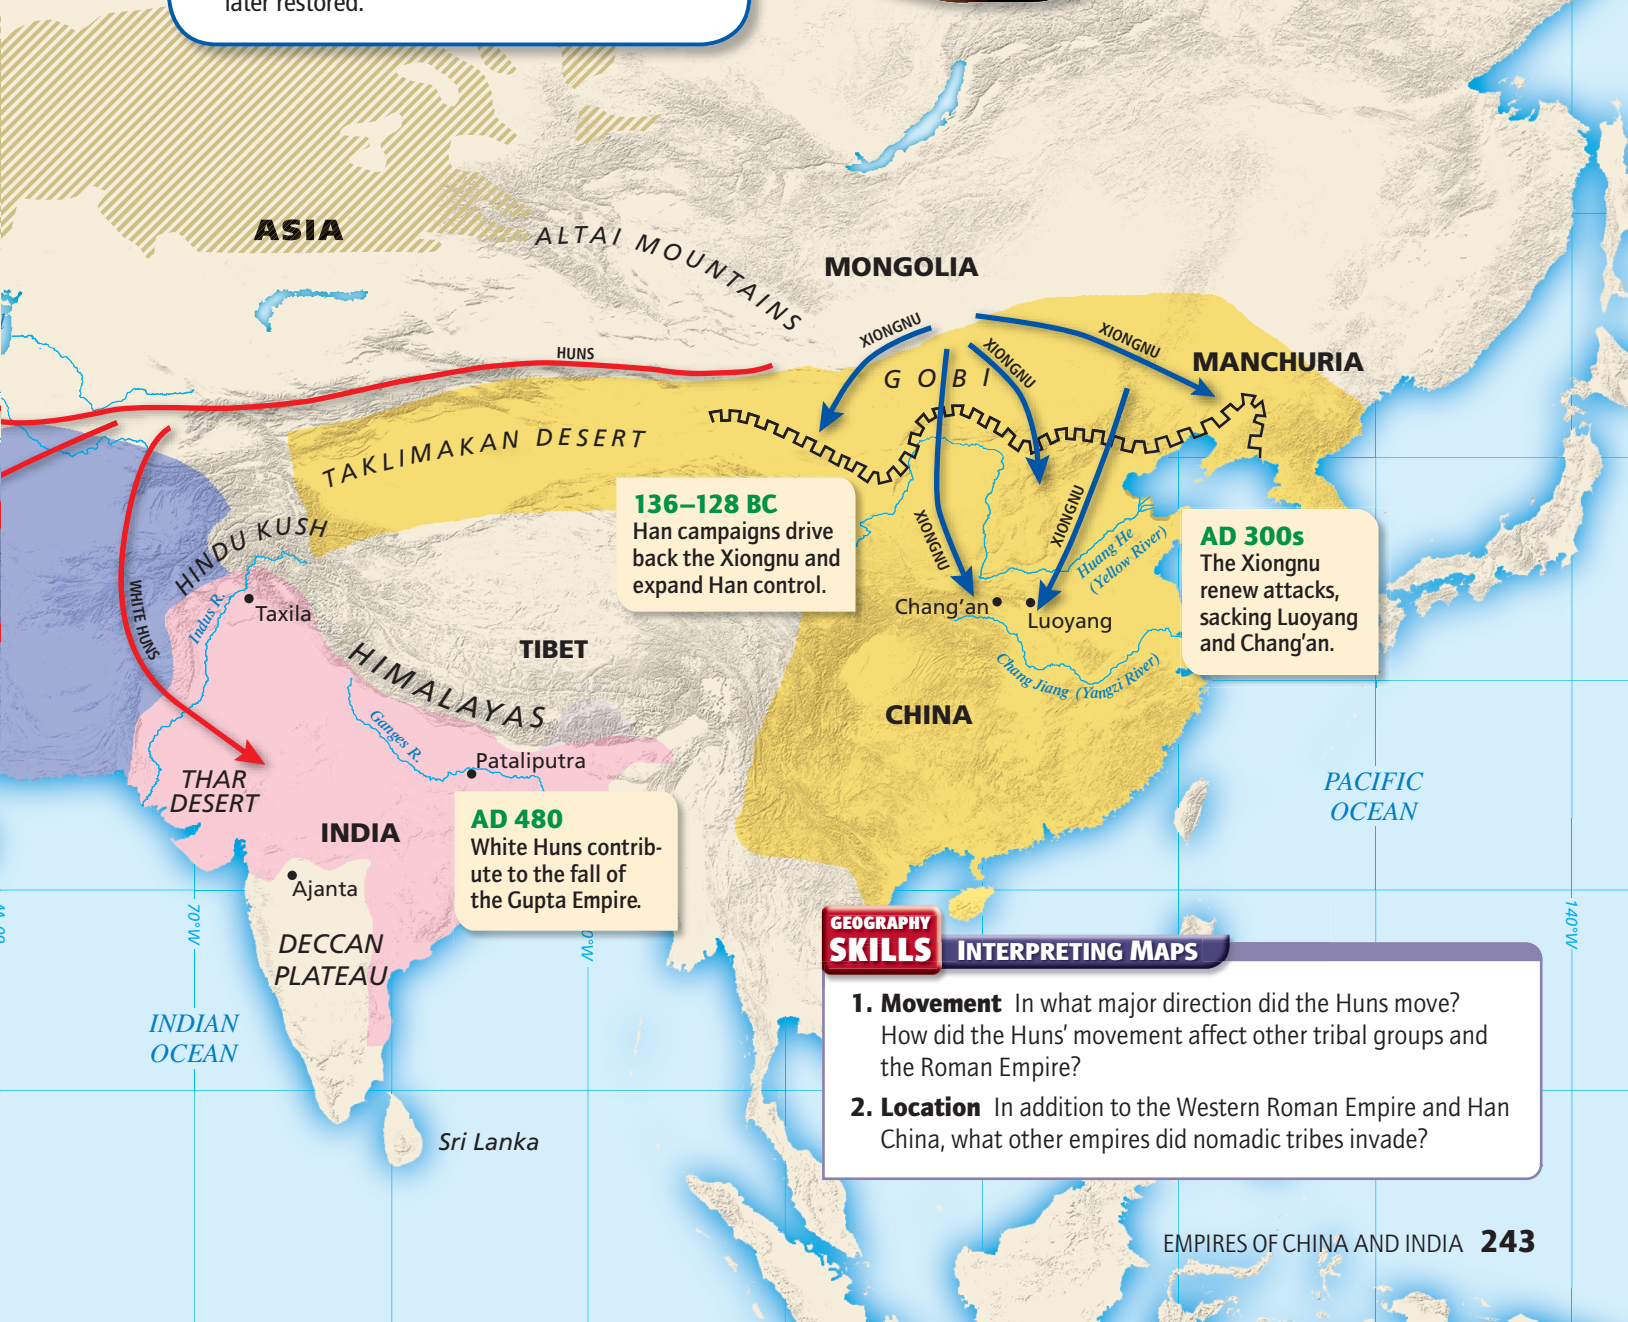 later restored.
ASIA
ALTAI MOUNTAINS
MONGOLIA
XIONGNU
XIONGNU
XIONGNU
MANCHURIA
HUNS
GOBI
TAKLIMAKAN DESERT
136–128 BC
Han campaigns drive
back the Xiongnu and
expand Han control.
XIONGNU
XIONGNU
Huang He
(Yellow River)
AD 300s
The Xiongnu
renew attacks,
sacking Luoyang
and Chang'an.
HINDU KUSH
WHITE HUNS
Indus R.
Taxila
Chang'an
Luoyang
TIBET
HIMALAYAS
Chang Jiang (Yangzi River)
CHINA
Ganges R.
Pataliputra
THAR
DESERT
PACIFIC
OCEAN
INDIA
AD 480
White Huns contrib-
ute to the fall of
the Gupta Empire.
Ajanta
70°W
0°W
140°W
DECCAN
PLATEAU
INDIAN
OCEAN
Sri Lanka
GEOGRAPHY
SKILLS
INTERPRETING MAPS
1. Movement In what major direction did the Huns move?
How did the Huns' movement affect other tribal groups and
the Roman Empire?
2. Location In addition to the Western Roman Empire and Han
China, what other empires did nomadic tribes invade?
EMPIRES OF CHINA AND INDIA 243